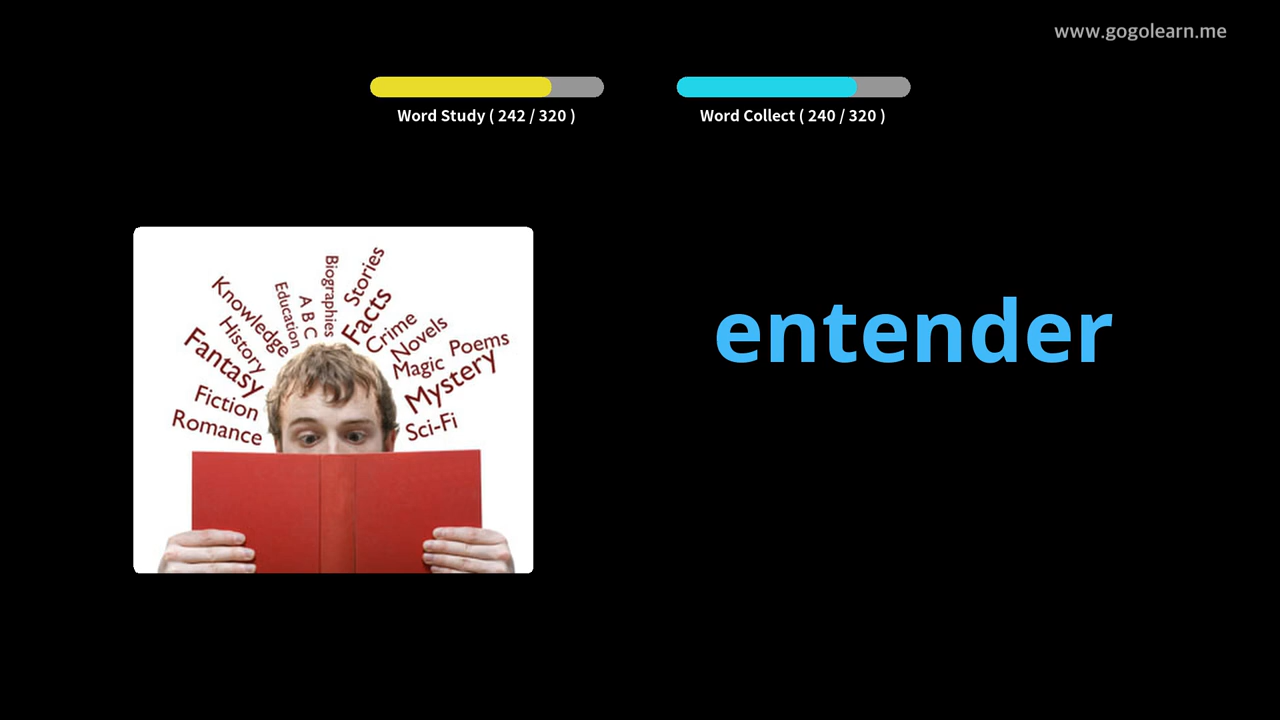 www.gogolearn.me
Word Study ( 242 / 320 )
Word Collect ( 240 / 320 )
entender
Romance
Fiction
Fantasy
History
Knowledge
Education
A B C
Biographies
Stories
Facts
Crime
Novels
Magic
Poems
Mystery
Sci-Fi